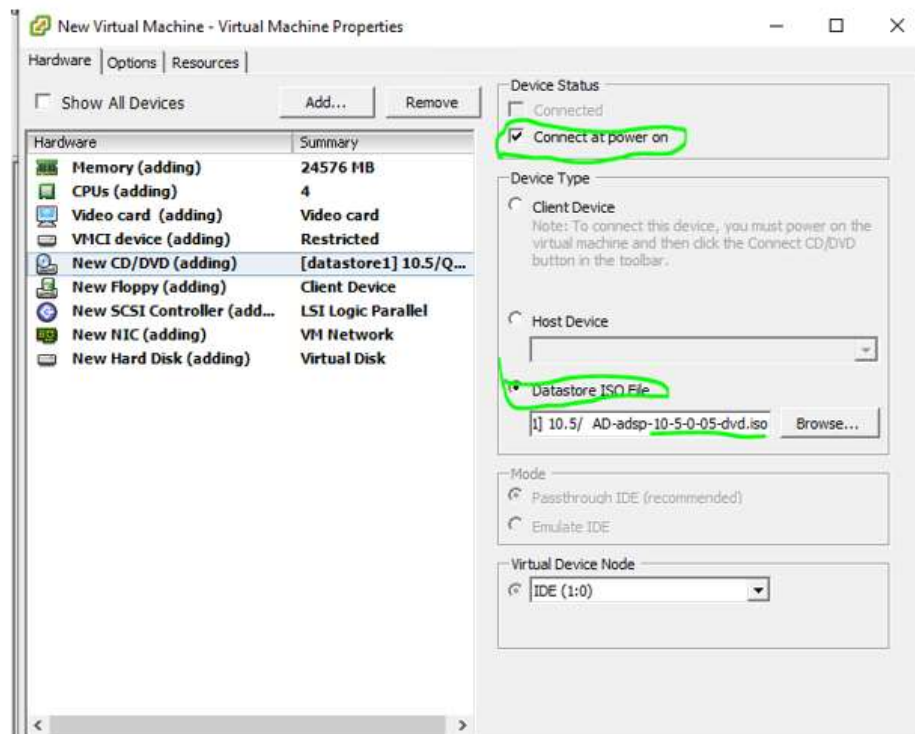 New Virtual Machine - Virtual Machine Properties
Hardware Options Resources
Show All Devices Add... Remove
Hardware Summary
Memory (adding) 24576 MB
CPUs (adding) 4
Video card (adding) Video card
VMCI device (adding) Restricted
New CD/DVD (adding) [datastore1] 10.5/Q...
New Floppy (adding) Client Device
New SCSI Controller (add... LSI Logic Parallel
New NIC (adding) VM Network
New Hard Disk (adding) Virtual Disk
Device Status
Connected
Connect at power on
Device Type
Client Device
Note: To connect this device, you must power on the
virtual machine and then click the Connect CD/DVD
button in the toolbar.
Host Device
Datastore ISO File
1] 10.5/ AD-adsp-10-5-0-05-dvd.iso Browse...
Mode
Passthrough IDE (recommended)
Emulate IDE
Virtual Device Node
IDE (1:0)